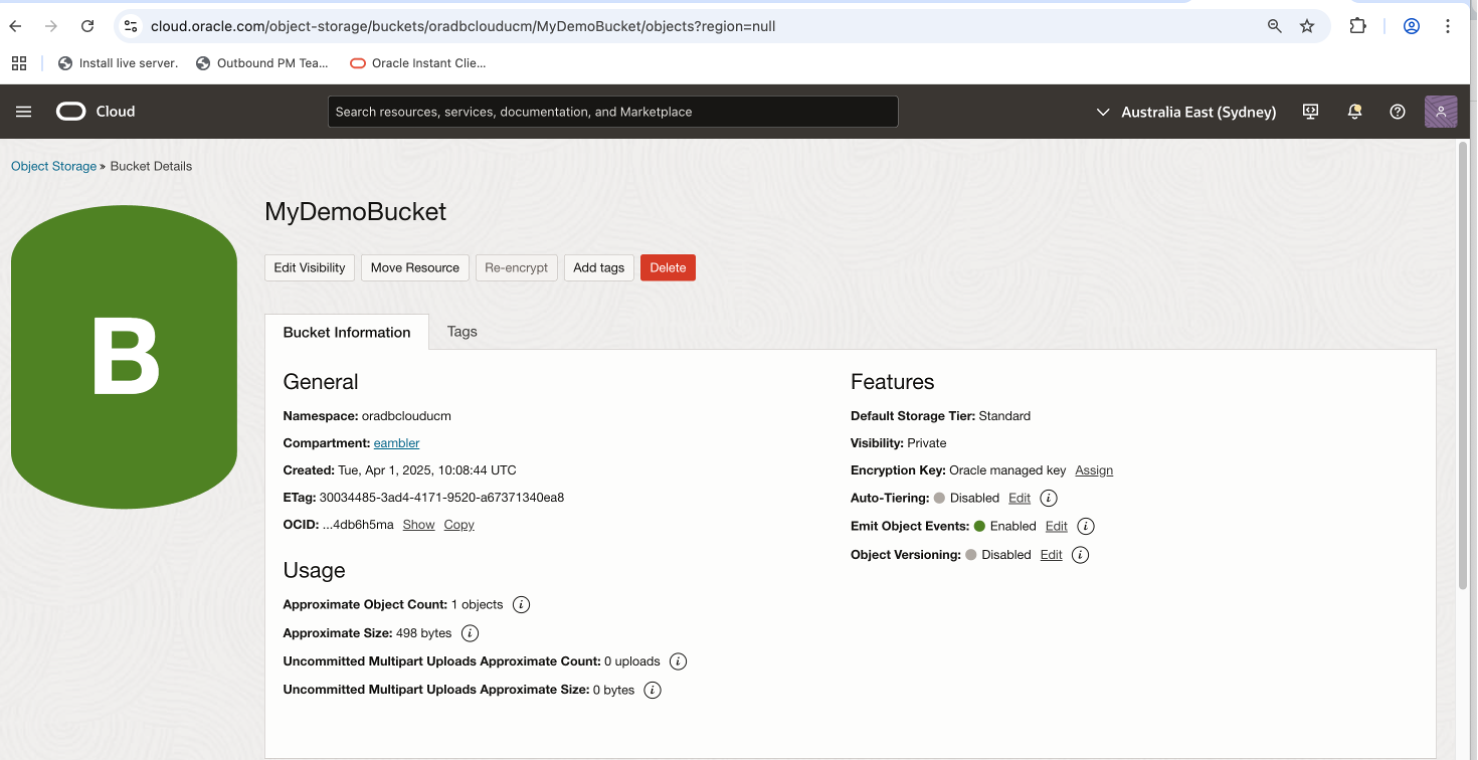 cloud.oracle.com/object-storage/buckets/oradbclouducm/MyDemoBucket/objects?region=null
Install live server. Outbound PM Tea... Oracle Instant Clie...
Cloud Search resources, services, documentation, and Marketplace Australia East (Sydney)
Object Storage » Bucket Details
MyDemoBucket
Edit Visibility Move Resource Re-encrypt Add tags Delete
B
Bucket Information Tags
General
Namespace: oradbclouducm
Compartment: eambler
Created: Tue, Apr 1, 2025, 10:08:44 UTC
ETag: 30034485-3ad4-4171-9520-a67371340ea8
OCID: ...4db6h5ma Show Copy
Usage
Approximate Object Count: 1 objects
Approximate Size: 498 bytes
Uncommitted Multipart Uploads Approximate Count: 0 uploads
Uncommitted Multipart Uploads Approximate Size: 0 bytes
Features
Default Storage Tier: Standard
Visibility: Private
Encryption Key: Oracle managed key Assign
Auto-Tiering: Disabled Edit
Emit Object Events: Enabled Edit
Object Versioning: Disabled Edit